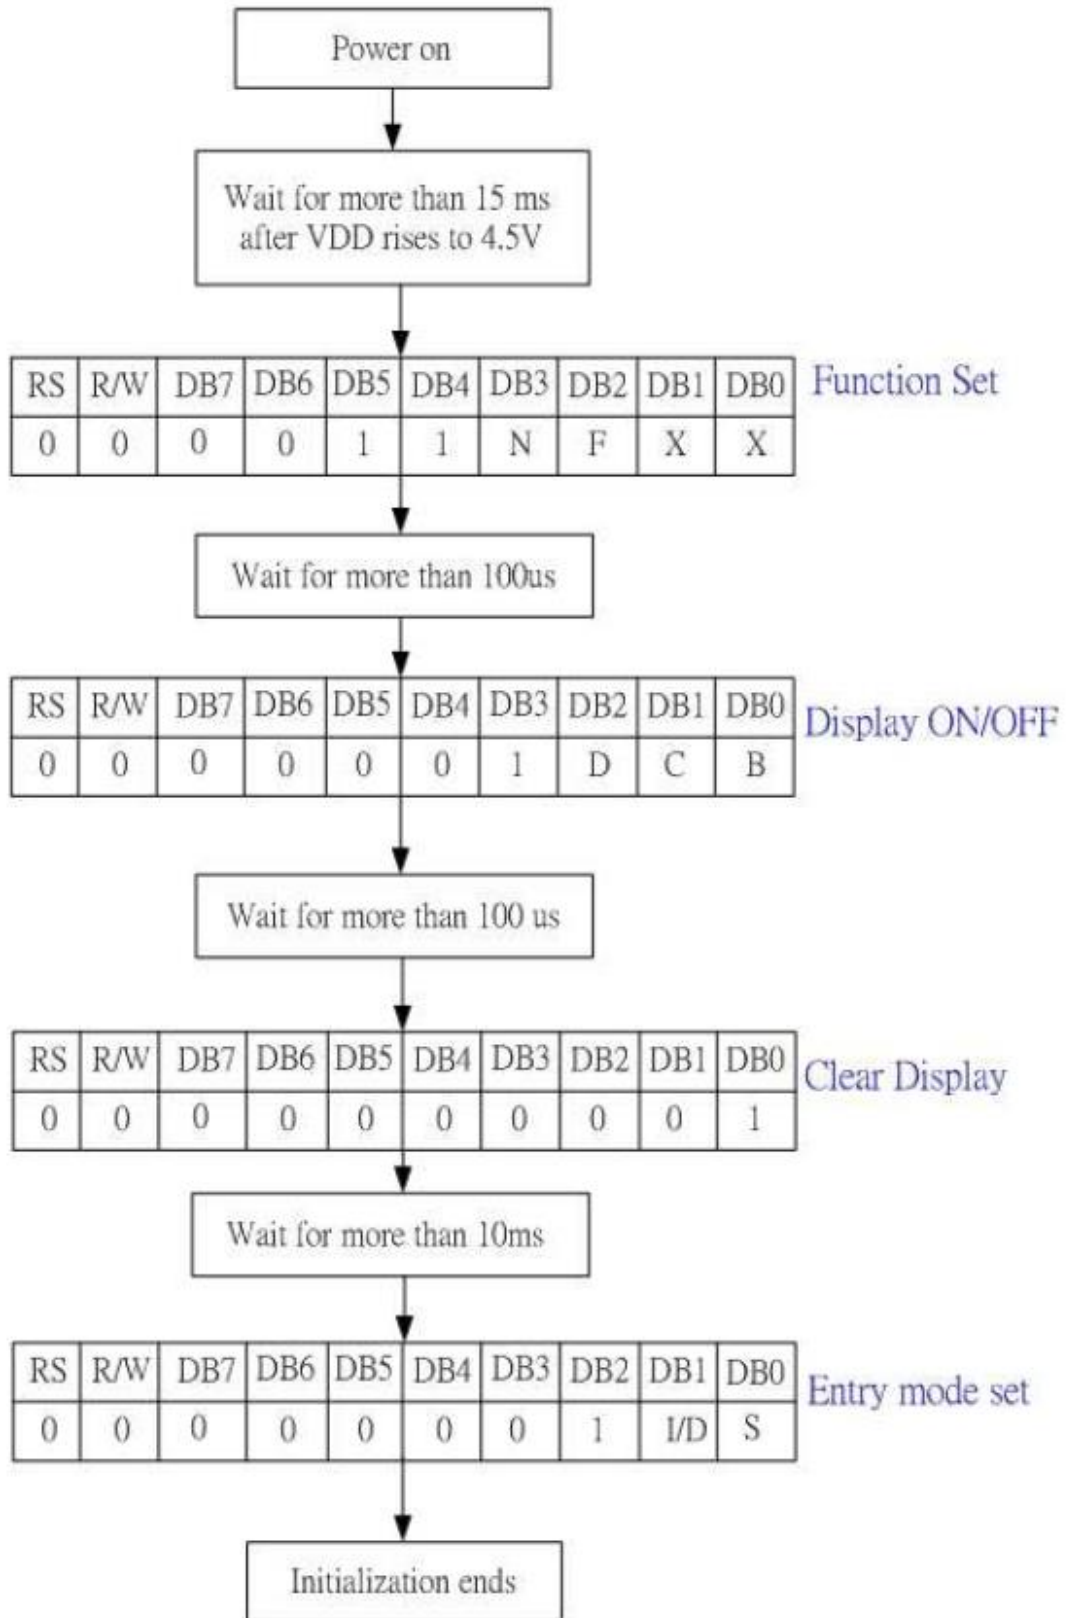 Power on
Wait for more than 15 ms
after VDD rises to 4.5V
RS R/W DB7 DB6 DB5 DB4 DB3 DB2 DB1 DB0 Function Set
0 0 0 0 1 1 N F X X
Wait for more than 100us
RS R/W DB7 DB6 DB5 DB4 DB3 DB2 DB1 DB0 Display ON/OFF
0 0 0 0 0 0 1 D C B
Wait for more than 100 us
RS R/W DB7 DB6 DB5 DB4 DB3 DB2 DB1 DB0 Clear Display
0 0 0 0 0 0 0 0 0 1
Wait for more than 10ms
RS R/W DB7 DB6 DB5 DB4 DB3 DB2 DB1 DB0 Entry mode set
0 0 0 0 0 0 0 1 I/D S
Initialization ends